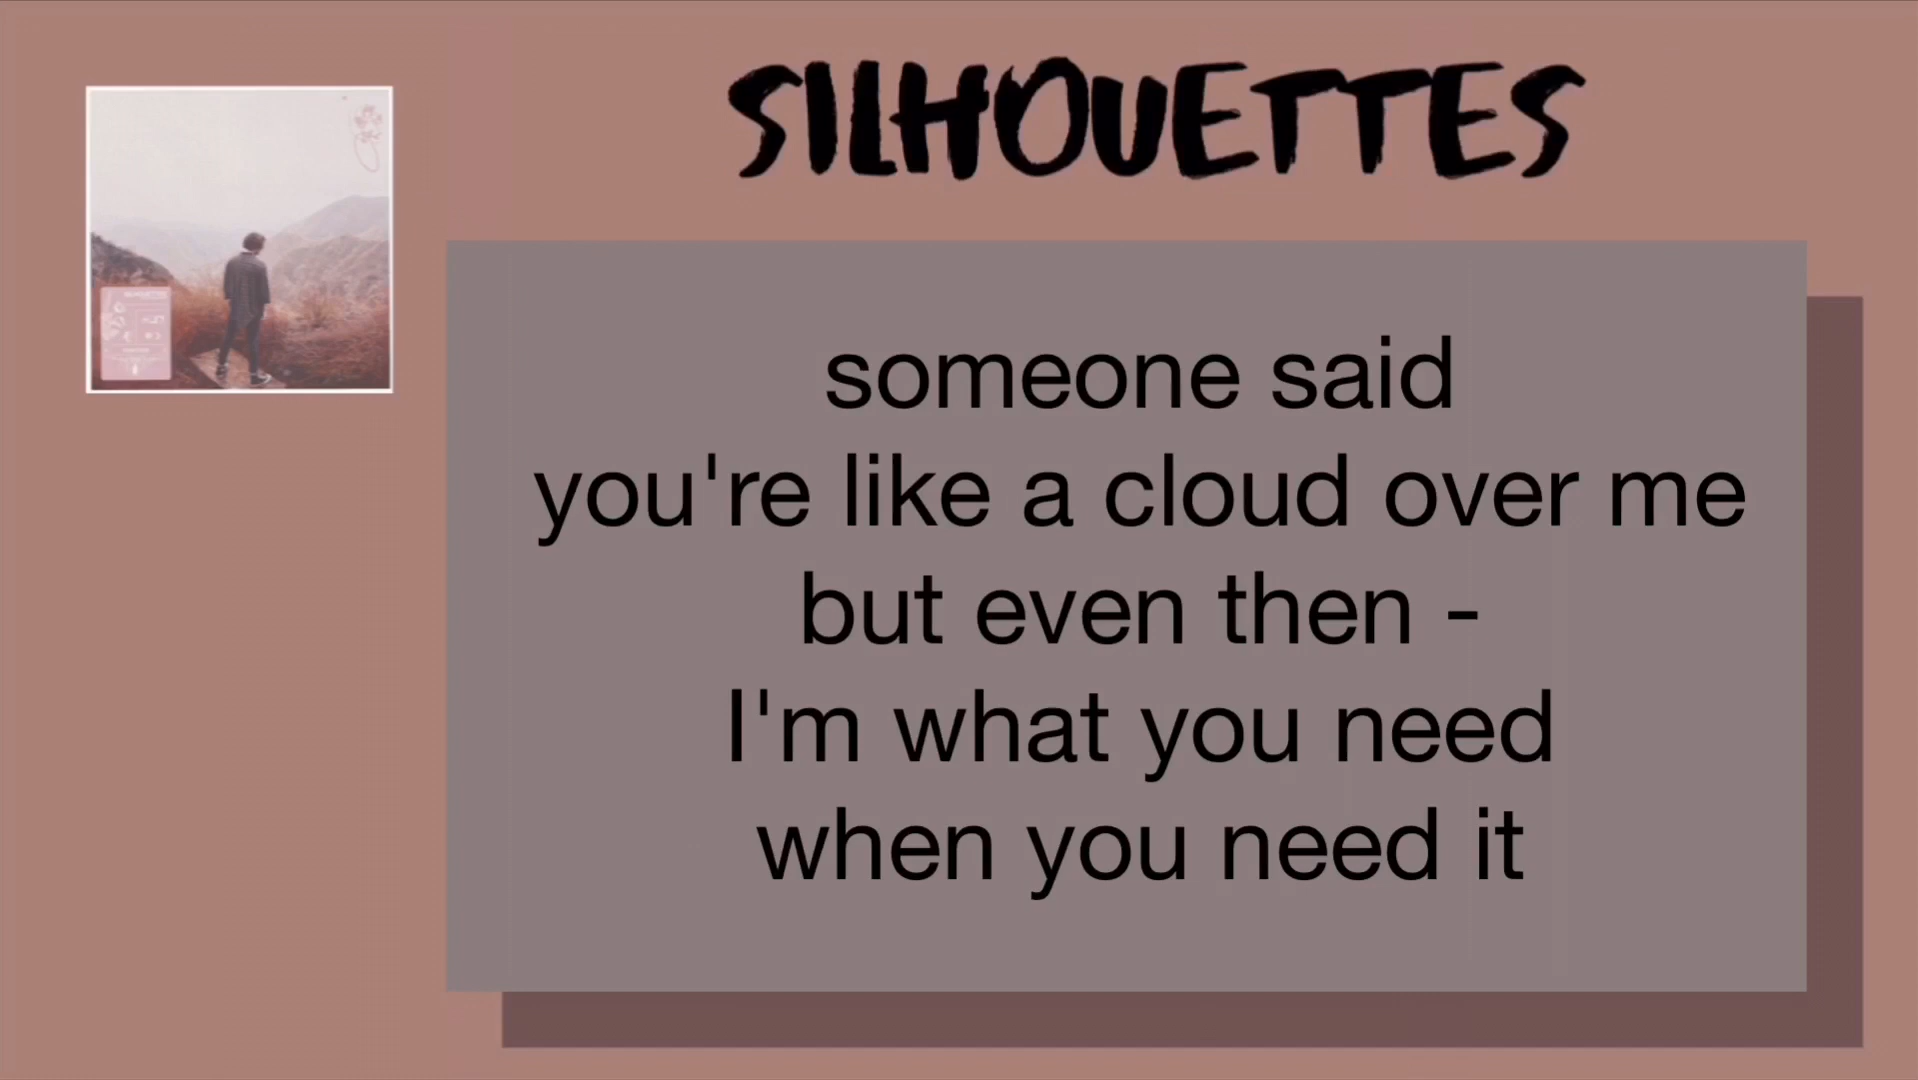 SILHOUETTES
someone said
you're like a cloud over me
but even then -
I'm what you need
when you need it